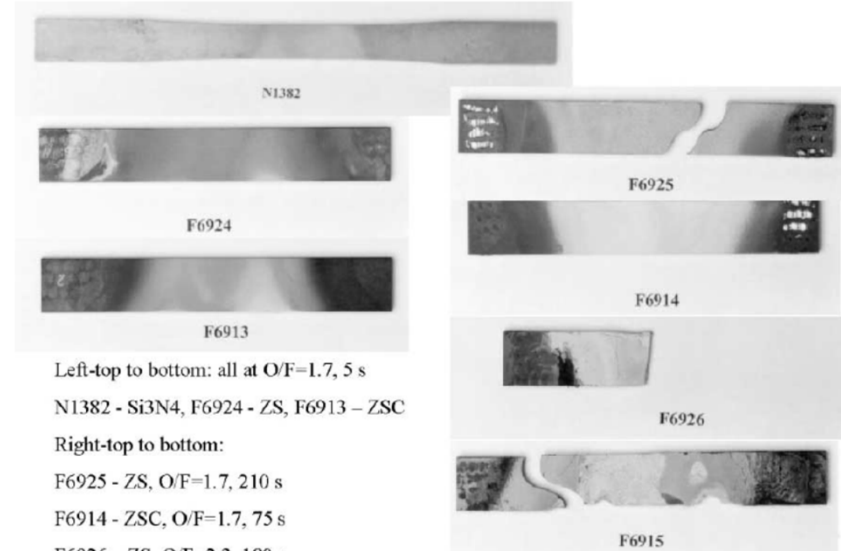 N1382
F6924
F6913
F6925
F6914
F6926
F6915
Left-top to bottom: all at O/F=1.7, 5 s
N1382 - Si3N4, F6924 - ZS, F6913 – ZSC
Right-top to bottom:
F6925 - ZS, O/F=1.7, 210 s
F6914 - ZSC, O/F=1.7, 75 s